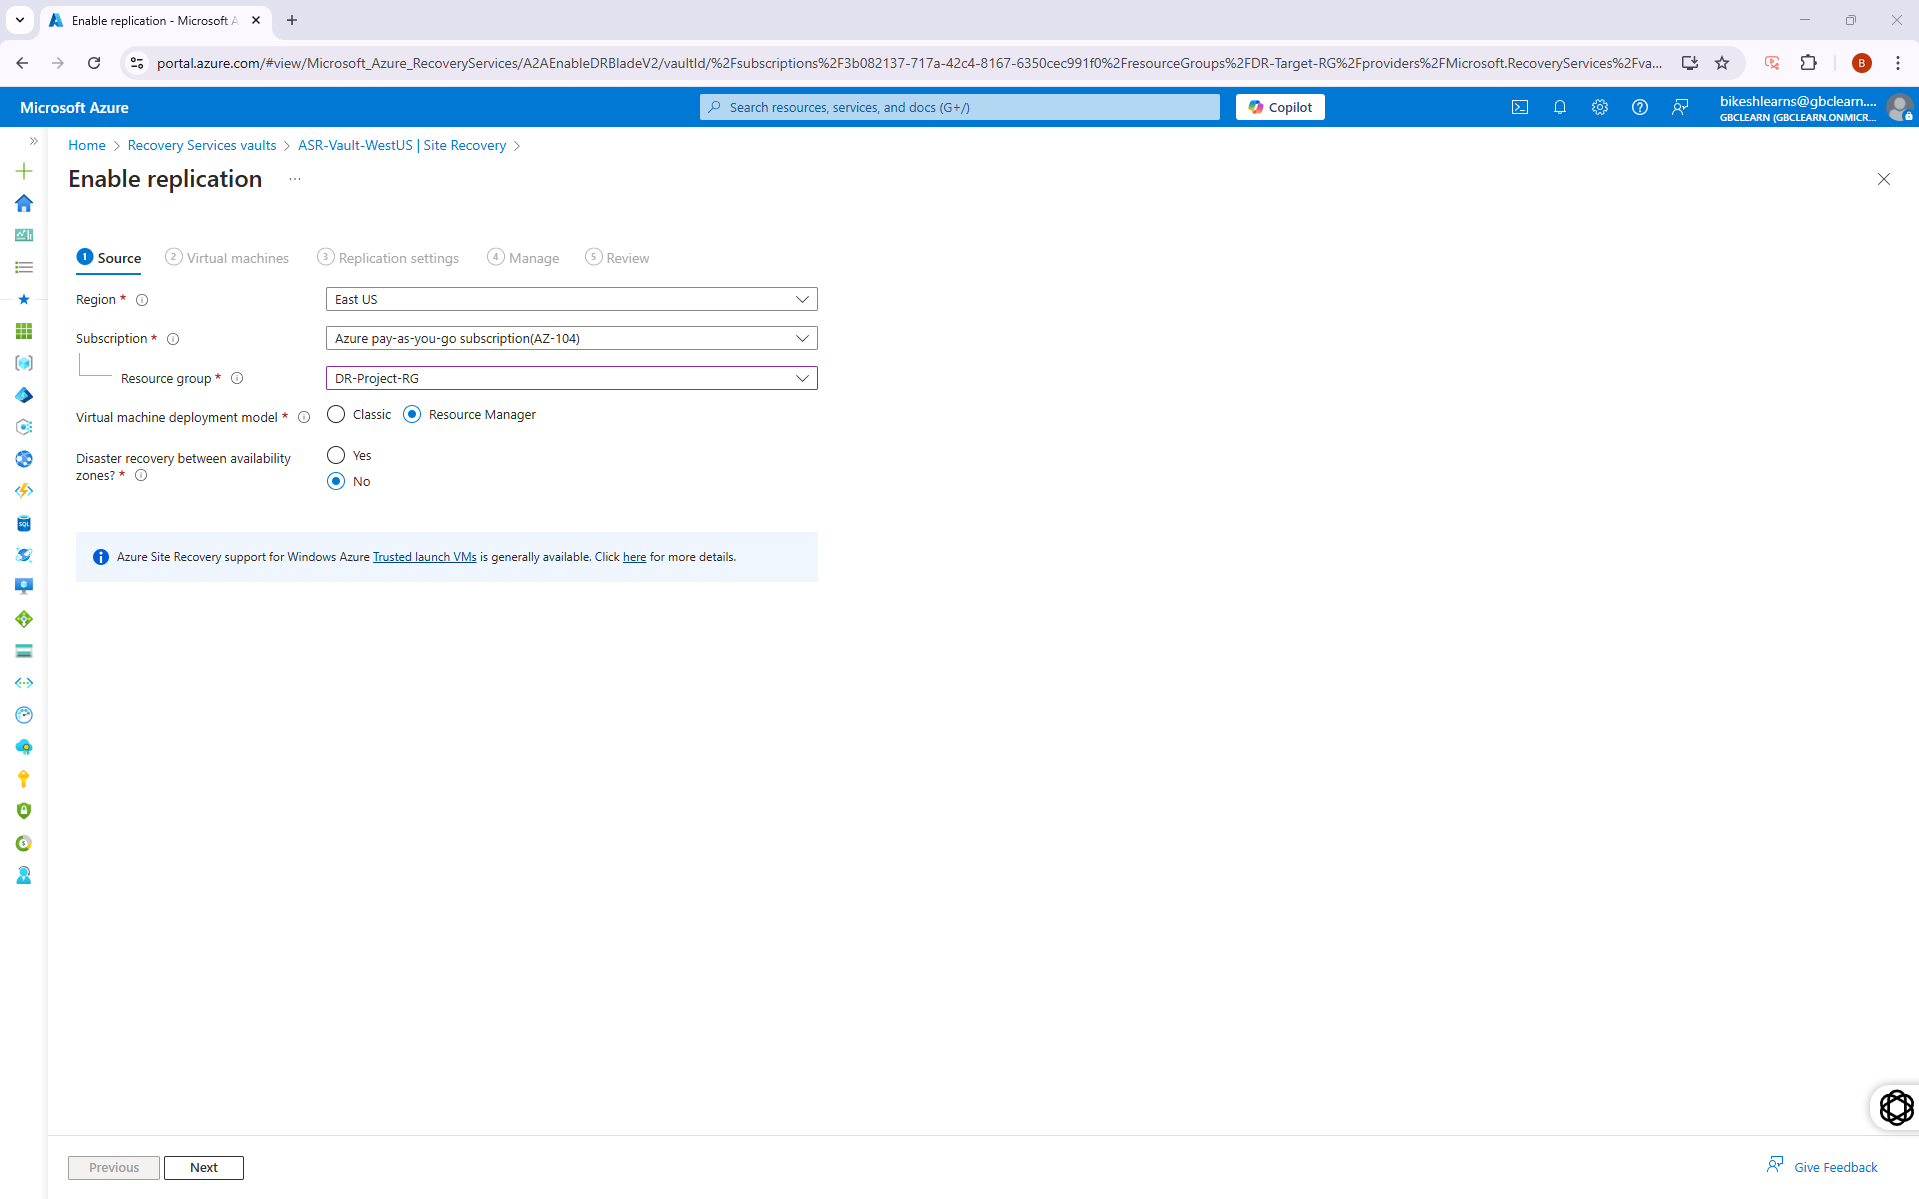 Enable replication - Microsoft A
portal.azure.com/#view/Microsoft_Azure_RecoveryServices/A2AEnableDRBladeV2/vaultId/%2Fsubscriptions%2F3b082137-717a-42c4-8167-6350cec991f0%2FresourceGroups%2FDR-Target-RG%2Fproviders%2FMicrosoft.RecoveryServices%2Fva...
B
Microsoft Azure
Search resources, services, and docs (G+/)
Copilot
bikeshlearns@gbclearn....
GBCLEARN (GBCLEARN.ONMICR...
Home > Recovery Services vaults > ASR-Vault-WestUS | Site Recovery >
Enable replication ...
1 Source
2 Virtual machines
3 Replication settings
4 Manage
5 Review
Region *
East US
Subscription *
Azure pay-as-you-go subscription(AZ-104)
Resource group *
DR-Project-RG
Virtual machine deployment model *
Classic
Resource Manager
Disaster recovery between availability
zones? *
Yes
No
Azure Site Recovery support for Windows Azure Trusted launch VMs is generally available. Click here for more details.
Previous
Next
Give Feedback